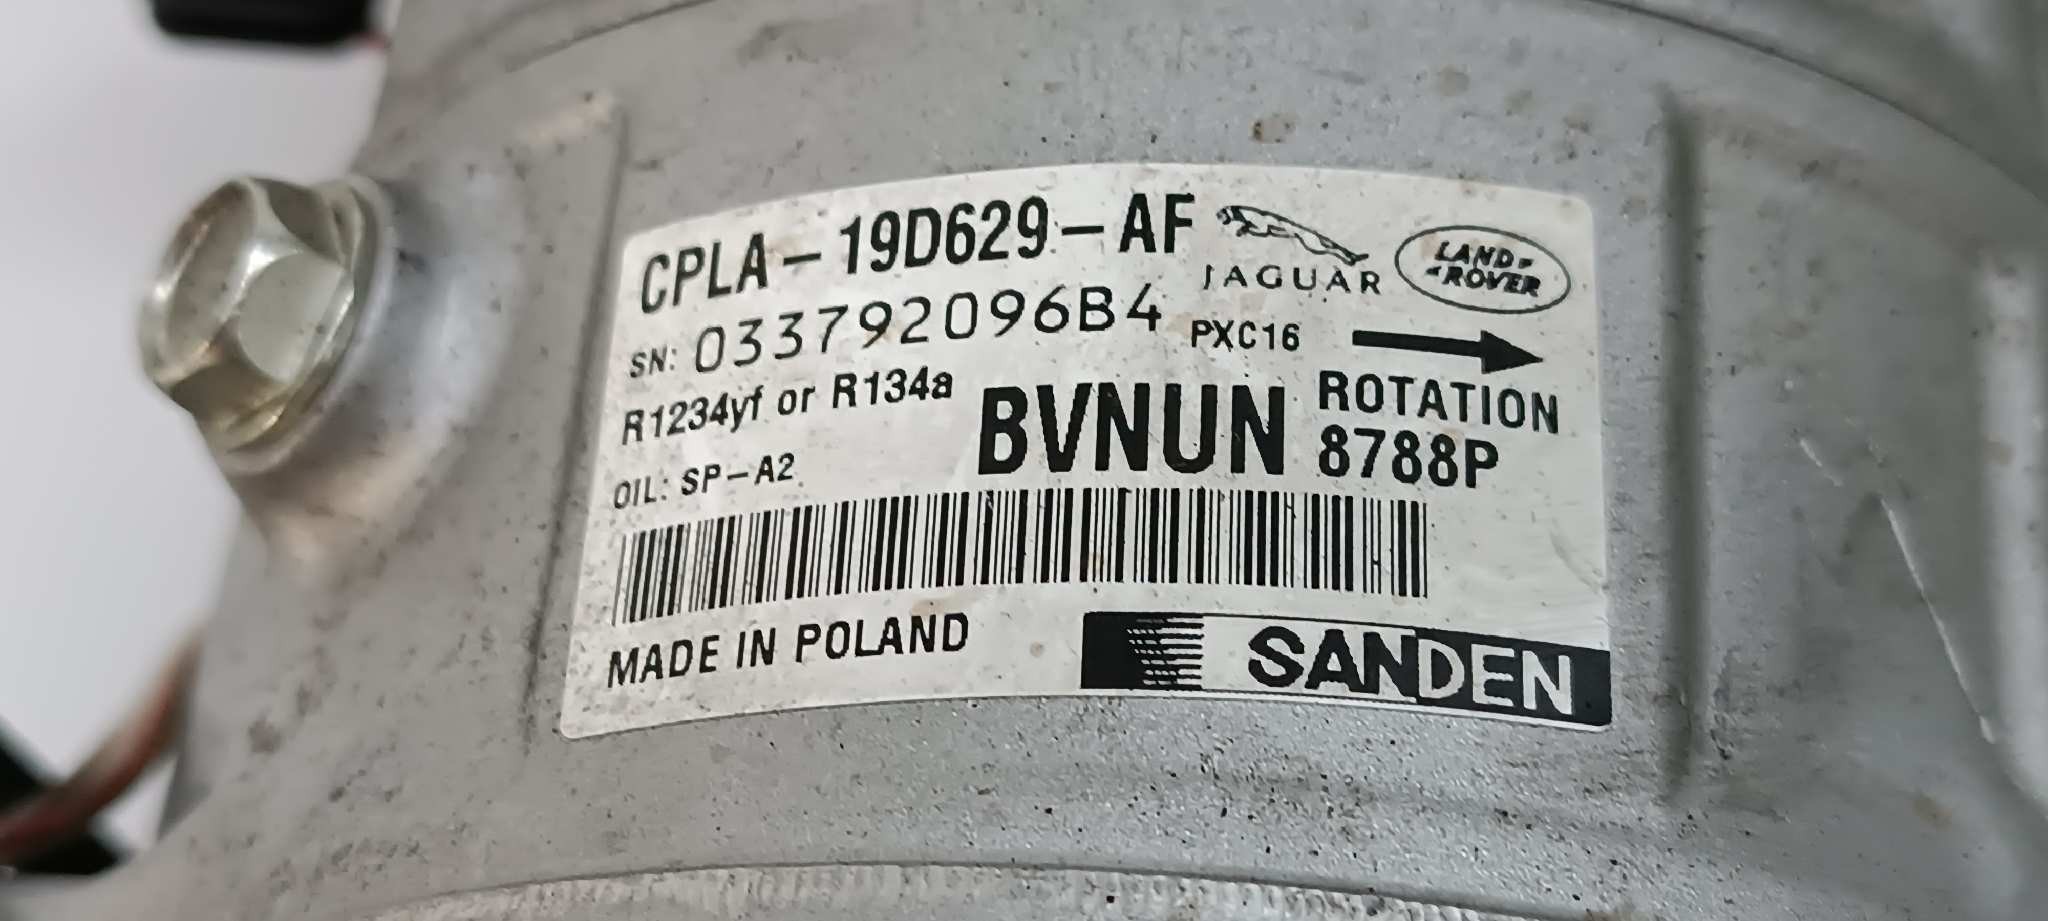 CPLA-19D629-AF
JAGUAR
LAND
ROVER
SN: 033792096B4
PXC16
R1234yf or R134a
BVNUN
ROTATION
8788P
OIL: SP-A2
MADE IN POLAND
SANDEN